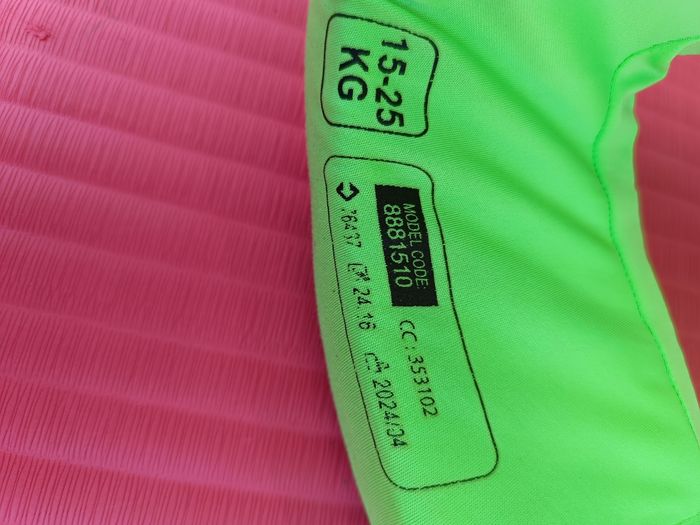 15-25
KG
MODEL CODE:
8881510
CC: 353102
76437 24.16 2024/04